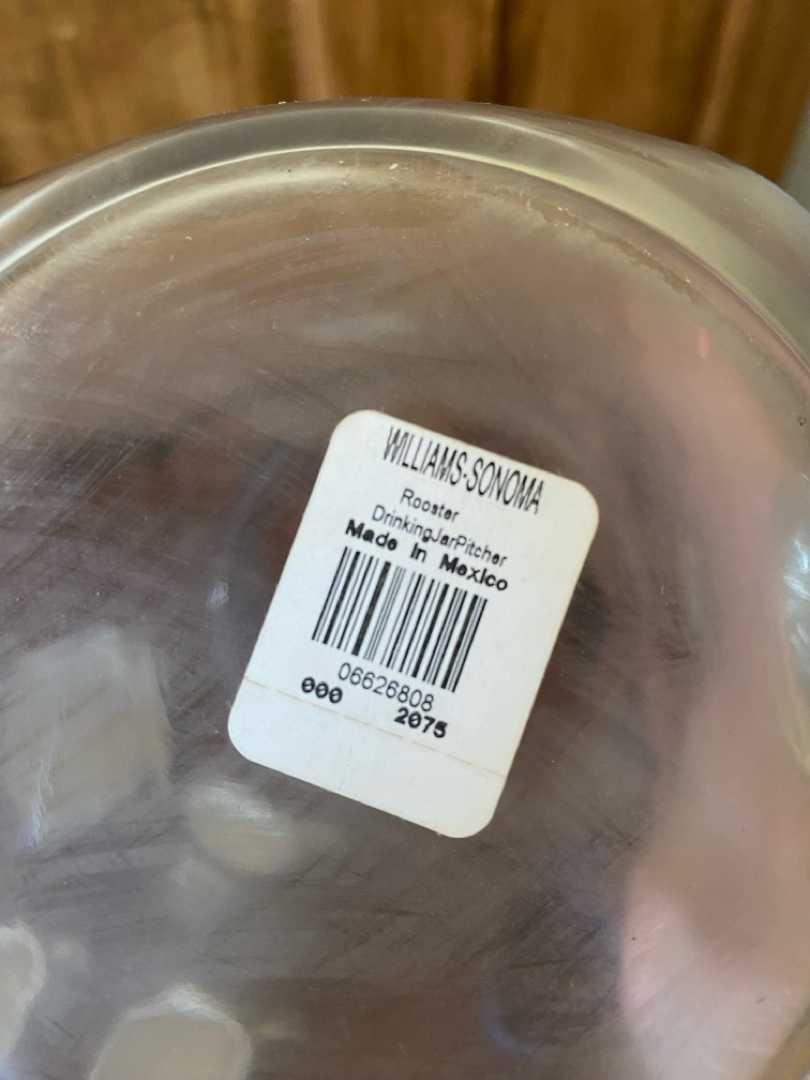 WILLIAMS-SONOMA
Rooster
DrinkingJarPitcher
Made In Mexico
06626808
000 2075